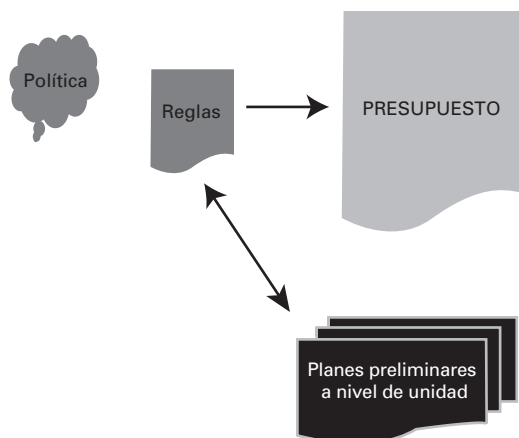 Política
Reglas
PRESUPUESTO
Planes preliminares
a nivel de unidad